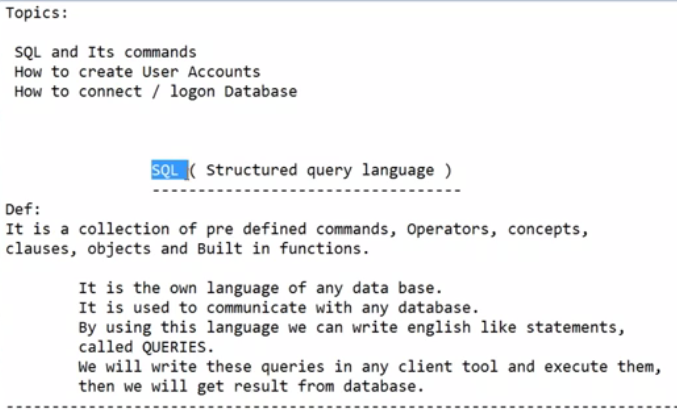 Topics:
SQL and Its commands
How to create User Accounts
How to connect / logon Database
SQL ( Structured query language )
----------------------------------
Def:
It is a collection of pre defined commands, Operators, concepts,
clauses, objects and Built in functions.
It is the own language of any data base.
It is used to communicate with any database.
By using this language we can write english like statements,
called QUERIES.
We will write these queries in any client tool and execute them,
then we will get result from database.
--------------------------------------------------------------------------